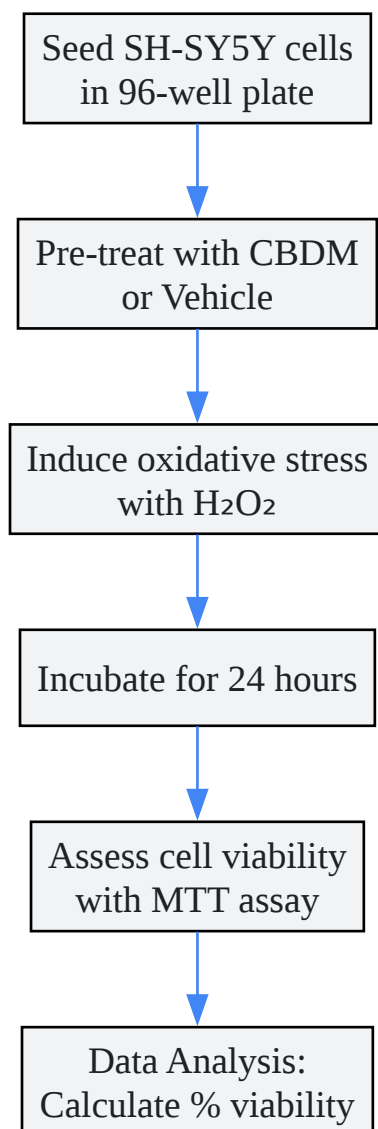 Seed SH-SY5Y cells
in 96-well plate
Pre-treat with CBDM
or Vehicle
Induce oxidative stress
with H₂O₂
Incubate for 24 hours
Assess cell viability
with MTT assay
Data Analysis:
Calculate % viability